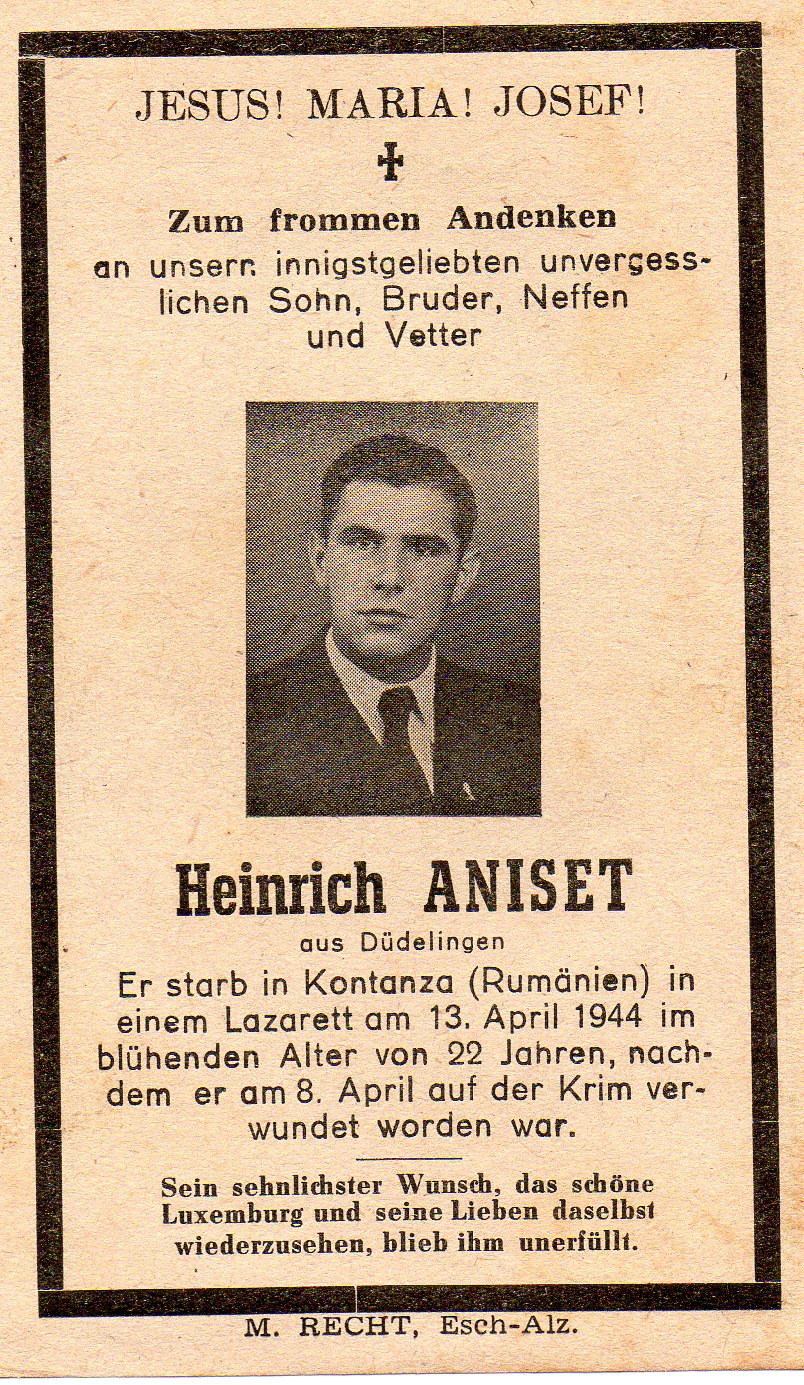 JESUS! MARIA! JOSEF!
Zum frommen Andenken
an unsern innigstgeliebten unvergess-
lichen Sohn, Bruder, Neffen
und Vetter
Heinrich ANISET
aus Düdelingen
Er starb in Kontanza (Rumänien) in
einem Lazarett am 13. April 1944 im
blühenden Alter von 22 Jahren, nach-
dem er am 8. April auf der Krim ver-
wundet worden war.
Sein sehnlichster Wunsch, das schöne
Luxemburg und seine Lieben daselbst
wiederzusehen, blieb ihm unerfüllt.
M. RECHT, Esch-Alz.